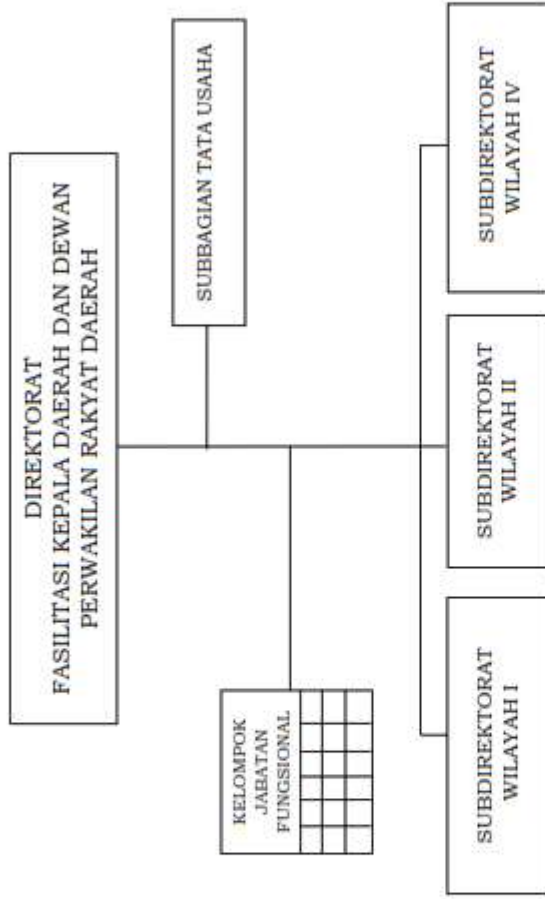 DIREKTORAT
FASILITASI KEPALA DAERAH DAN DEWAN
PERWAKILAN RAKYAT DAERAH
SUBBAGIAN TATA USAHA
KELOMPOK
JABATAN
FUNGSIONAL
SUBDIREKTORAT
WILAYAH I
SUBDIREKTORAT
WILAYAH II
SUBDIREKTORAT
WILAYAH IV